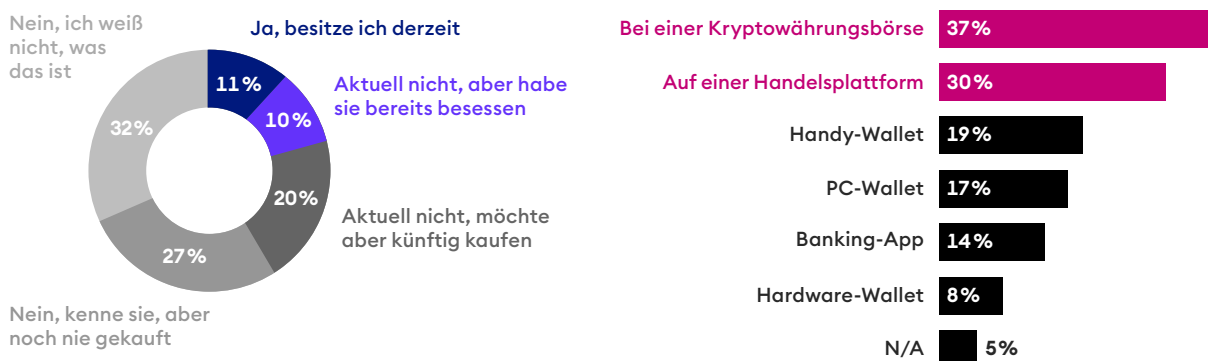 Nein, ich weiß
nicht, was
das ist
Ja, besitze ich derzeit
11 %
Aktuell nicht, aber habe
sie bereits besessen
10 %
32 %
20 %
Aktuell nicht, möchte
aber künftig kaufen
27 %
Nein, kenne sie, aber
noch nie gekauft
Bei einer Kryptowährungsbörse 37 %
Auf einer Handelsplattform 30 %
Handy-Wallet 19 %
PC-Wallet 17 %
Banking-App 14 %
Hardware-Wallet 8 %
N/A 5 %